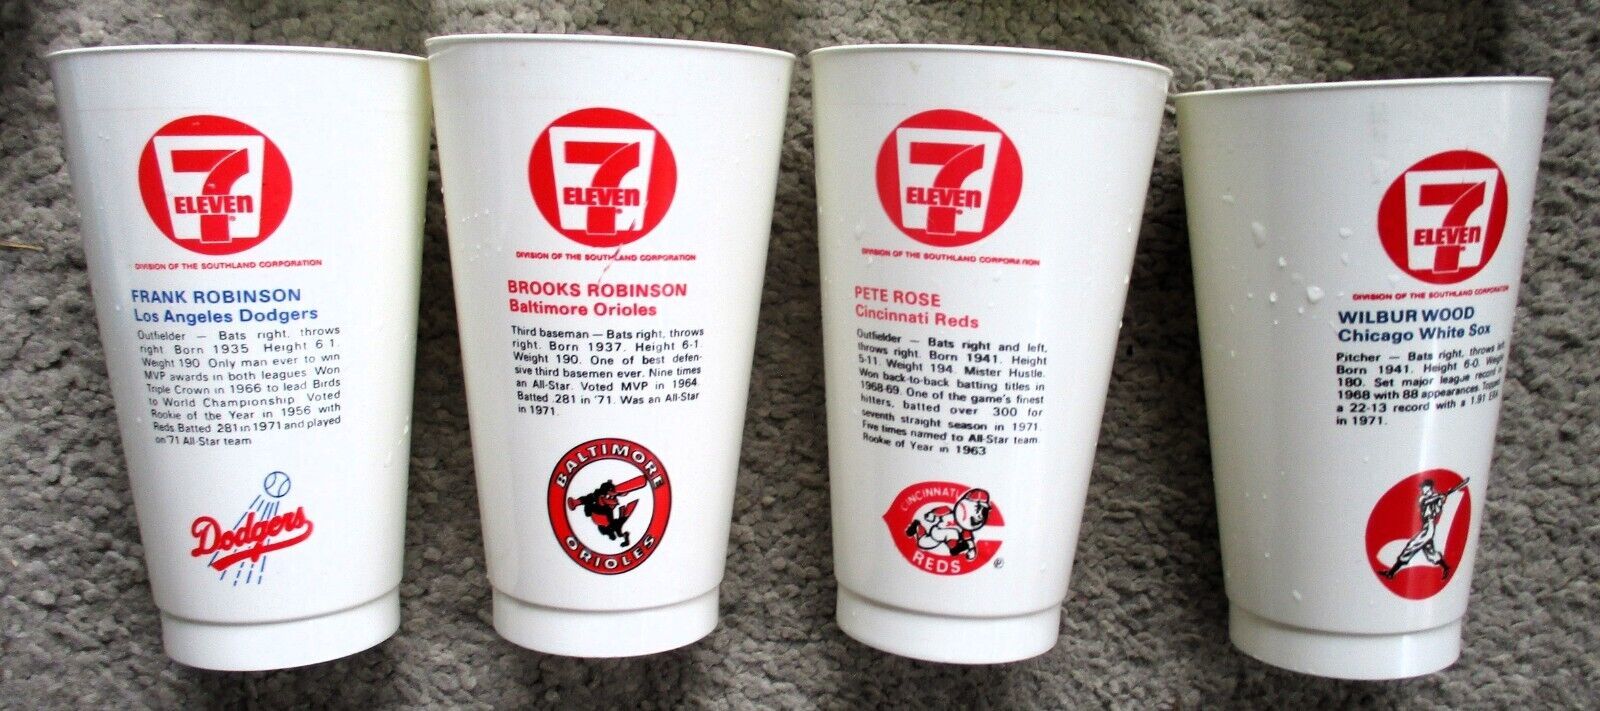 7
ELEVEn
®
DIVISION OF THE SOUTHLAND CORPORATION
FRANK ROBINSON
Los Angeles Dodgers
Outfielder — Bats right, throws
right. Born 1935. Height 6-1.
Weight 190. Only man ever to win
MVP awards in both leagues. Won
Triple Crown in 1966 to lead Birds
to World Championship. Voted
Rookie of the Year in 1956 with
Reds. Batted .281 in 1971 and played
on '71 All-Star team.
Dodgers
7
ELEVEn
®
DIVISION OF THE SOUTHLAND CORPORATION
BROOKS ROBINSON
Baltimore Orioles
Third baseman — Bats right, throws
right. Born 1937. Height 6-1.
Weight 190. One of best defen-
sive third basemen ever. Nine times
an All-Star. Voted MVP in 1964.
Batted .281 in '71. Was an All-Star
in 1971.
BALTIMORE
ORIOLES
7
ELEVEn
®
DIVISION OF THE SOUTHLAND CORPORATION
PETE ROSE
Cincinnati Reds
Outfielder — Bats right and left,
throws right. Born 1941. Height
5-11. Weight 194. Mister Hustle.
Won back-to-back batting titles in
1968-69. One of the game's finest
hitters, batted over .300 for
seventh straight season in 1971.
Five times named to All-Star team.
Rookie of Year in 1963
CINCINNATI
REDS
7
ELEVEn
®
DIVISION OF THE SOUTHLAND CORPORATION
WILBUR WOOD
Chicago White Sox
Pitcher — Bats right, throws left
Born 1941. Height 6-0. Weight
180. Set major league record in
1968 with 88 appearances. Topped
a 22-13 record with a 1.91 ERA
in 1971.